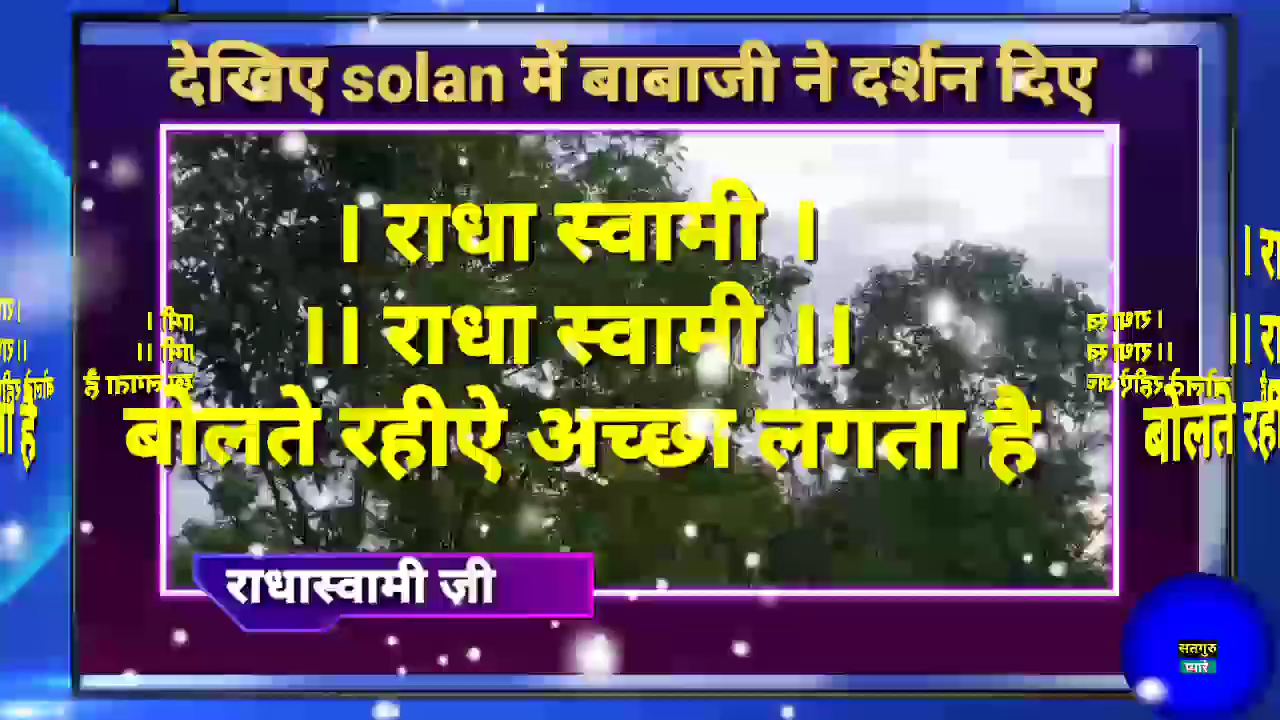 देखिए solan में बाबाजी ने दर्शन दिए
। राधा स्वामी ।
।। राधा स्वामी ।।
बोलते रहीऐ अच्छा लगता है
राधास्वामी जी
सतगुरु
प्यारे